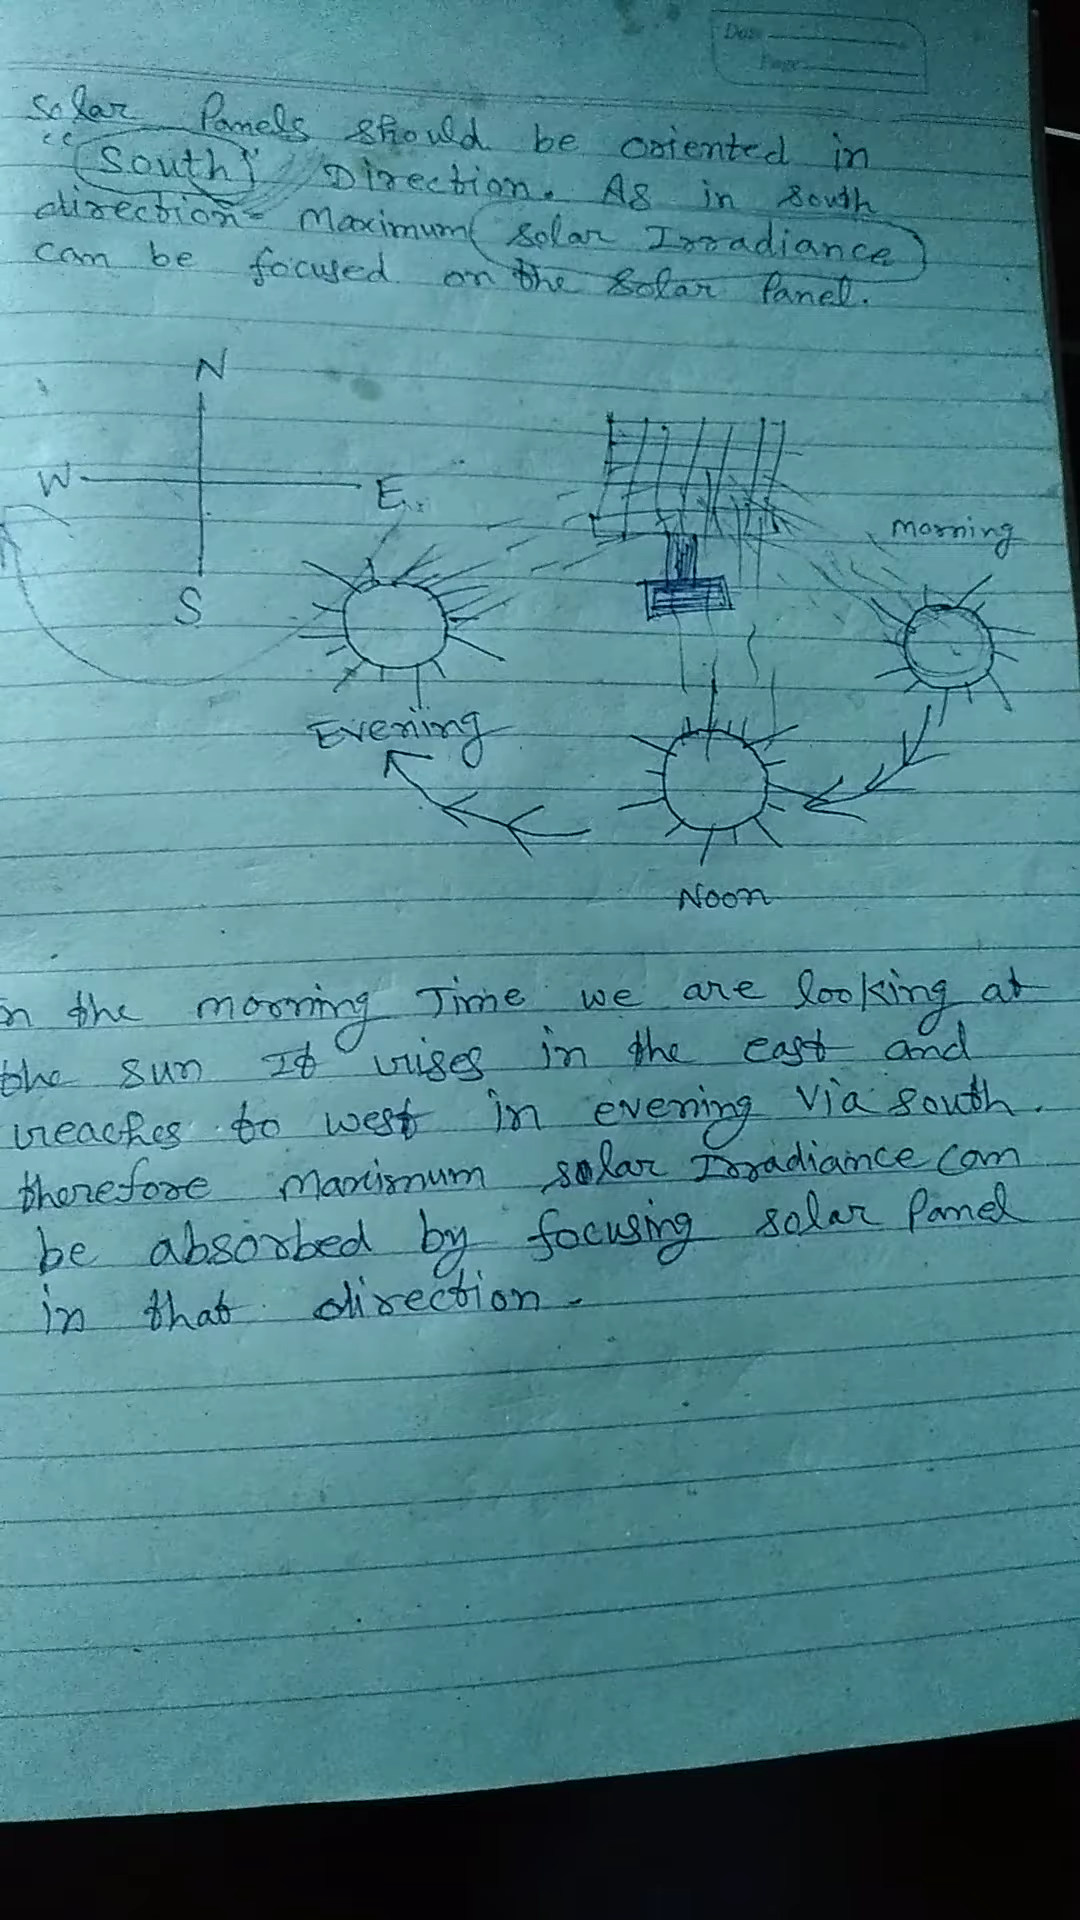 Date
Page
Solar Panels should be oriented in
"South" Direction. As in south
direction maximum solar Irradiance
can be focused on the solar Panel.
N
W
E
S
morning
Evening
Noon
n the morning Time we are looking at
the sun It rises in the east and
reaches to west in evening via south.
therefore maximum solar Irradiance can
be absorbed by focusing solar Panel
in that direction.